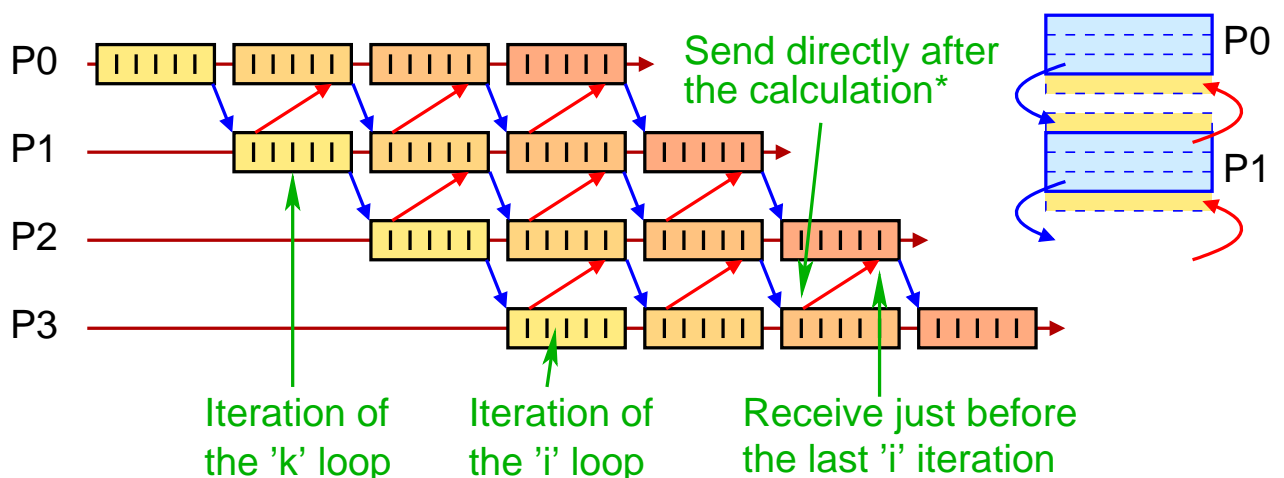 P0
Send directly after
the calculation*
P0
P1
P1
P2
P3
Iteration of
the 'k' loop
Iteration of
the 'i' loop
Receive just before
the last 'i' iteration